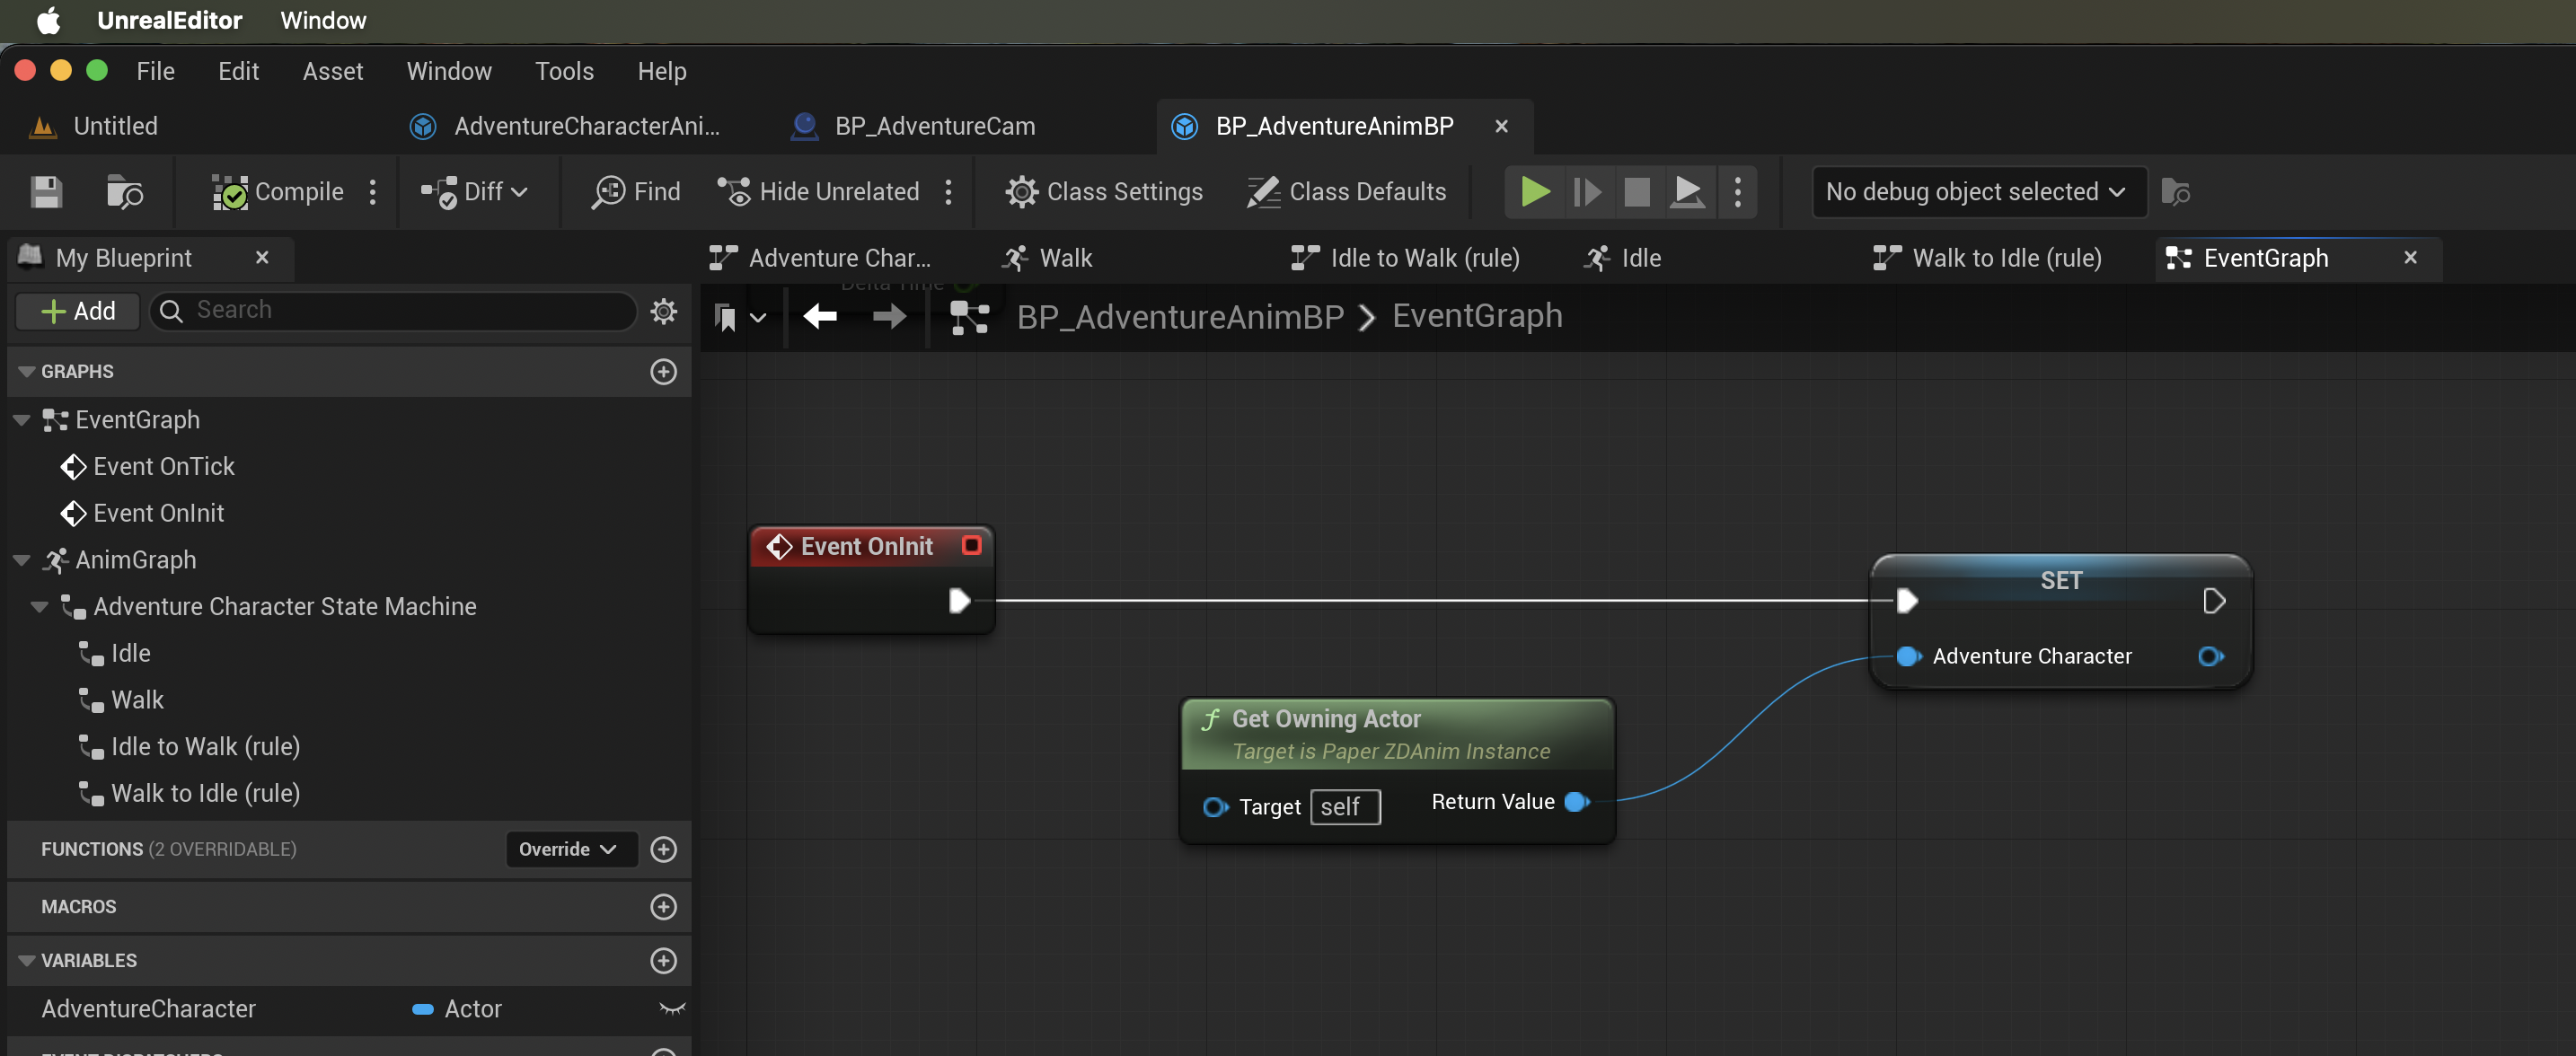 UnrealEditor Window
File Edit Asset Window Tools Help
Untitled AdventureCharacterAni... BP_AdventureCam BP_AdventureAnimBP
Compile Diff Find Hide Unrelated Class Settings Class Defaults No debug object selected
My Blueprint
Adventure Char... Walk Idle to Walk (rule) Idle Walk to Idle (rule) EventGraph
Add Search
Delta Time
BP_AdventureAnimBP > EventGraph
GRAPHS
EventGraph
Event OnTick
Event OnInit
AnimGraph
Adventure Character State Machine
Idle
Walk
Idle to Walk (rule)
Walk to Idle (rule)
FUNCTIONS (2 OVERRIDABLE) Override
MACROS
VARIABLES
AdventureCharacter Actor
EVENT DISPATCHERS
Event OnInit
SET
Adventure Character
f Get Owning Actor
Target is Paper ZDAnim Instance
Target self Return Value